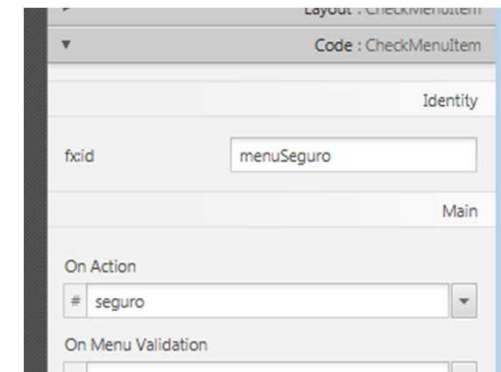 Layout : CheckMenuItem
Code : CheckMenuItem
Identity
fx:id
menuSeguro
Main
On Action
# seguro
On Menu Validation